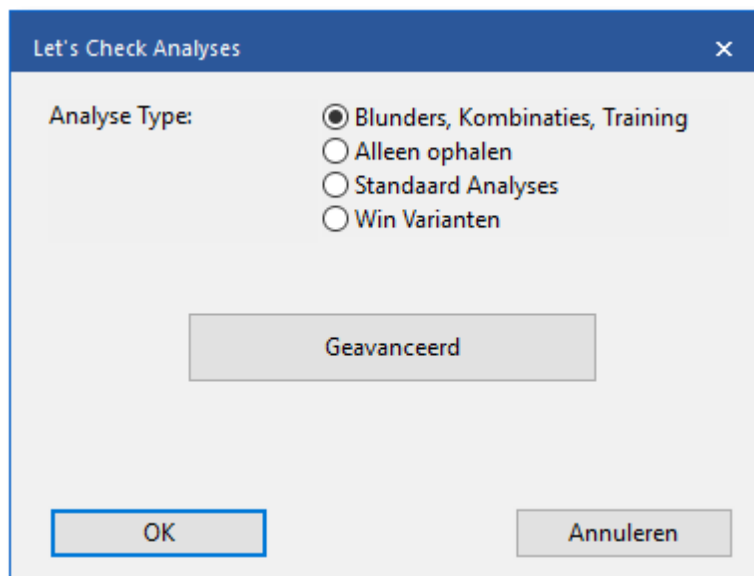 Let's Check Analyses
Analyse Type:
Blunders, Kombinaties, Training
Alleen ophalen
Standaard Analyses
Win Varianten
Geavanceerd
OK
Annuleren